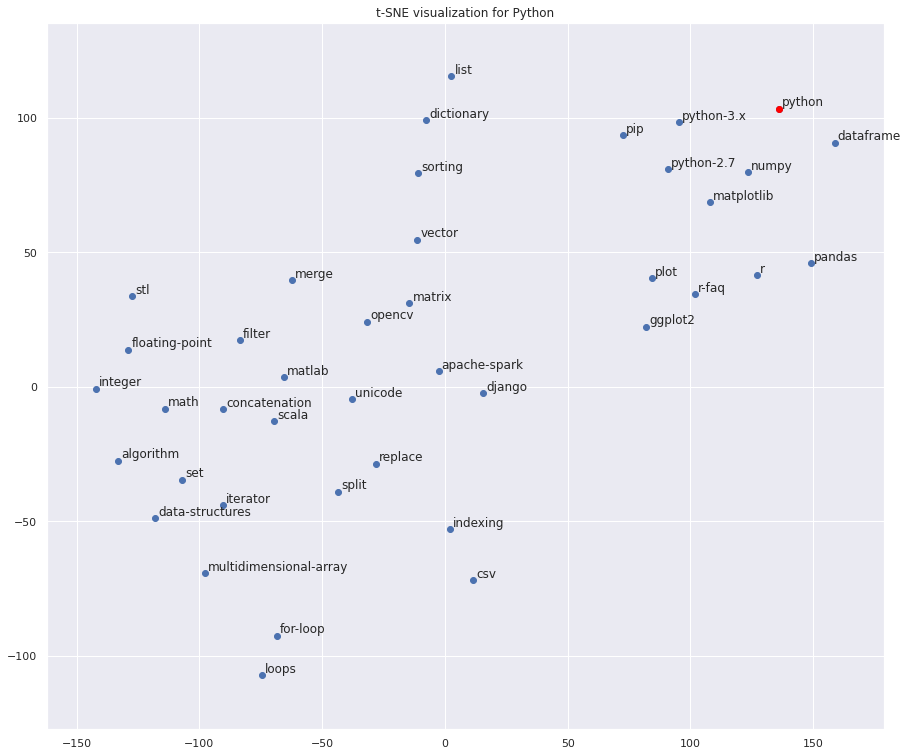 t-SNE visualization for Python
list
python
dictionary
python-3.x
pip
dataframe
python-2.7
numpy
sorting
matplotlib
vector
pandas
merge
r
plot
stl
r-faq
matrix
opencv
ggplot2
filter
floating-point
apache-spark
matlab
integer
django
unicode
math
concatenation
scala
algorithm
replace
set
split
iterator
data-structures
indexing
multidimensional-array
csv
for-loop
loops
100
50
0
−50
−100
−150
−100
−50
0
50
100
150